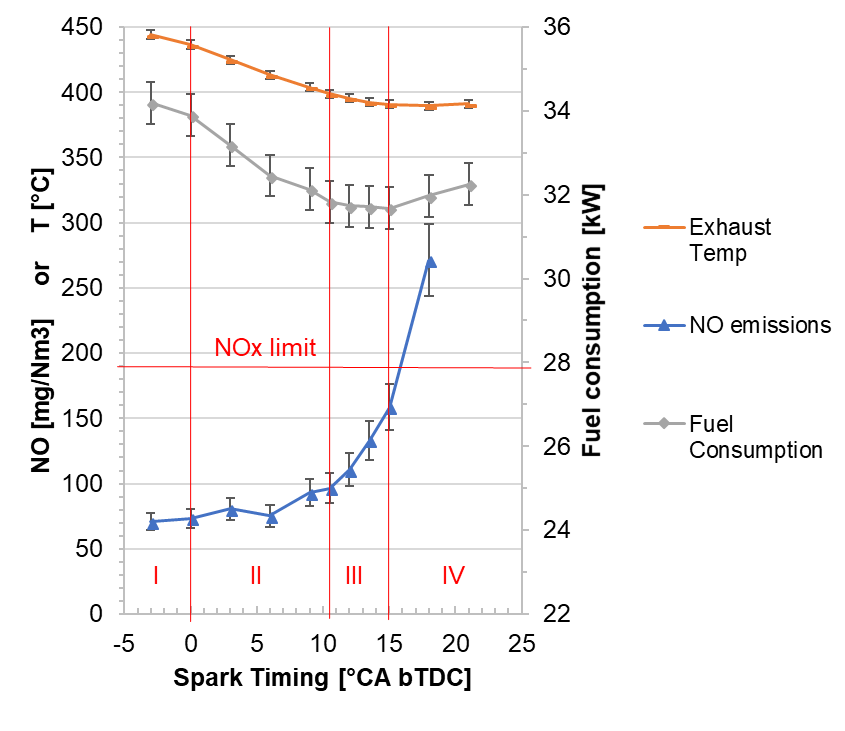 450
400
350
300
250
200
150
100
50
0
NO [mg/Nm3] or T [°C]
36
34
32
30
28
26
24
22
Fuel consumption [kW]
NOx limit
I II III IV
-5 0 5 10 15 20 25
Spark Timing [°CA bTDC]
Exhaust
Temp
NO emissions
Fuel
Consumption